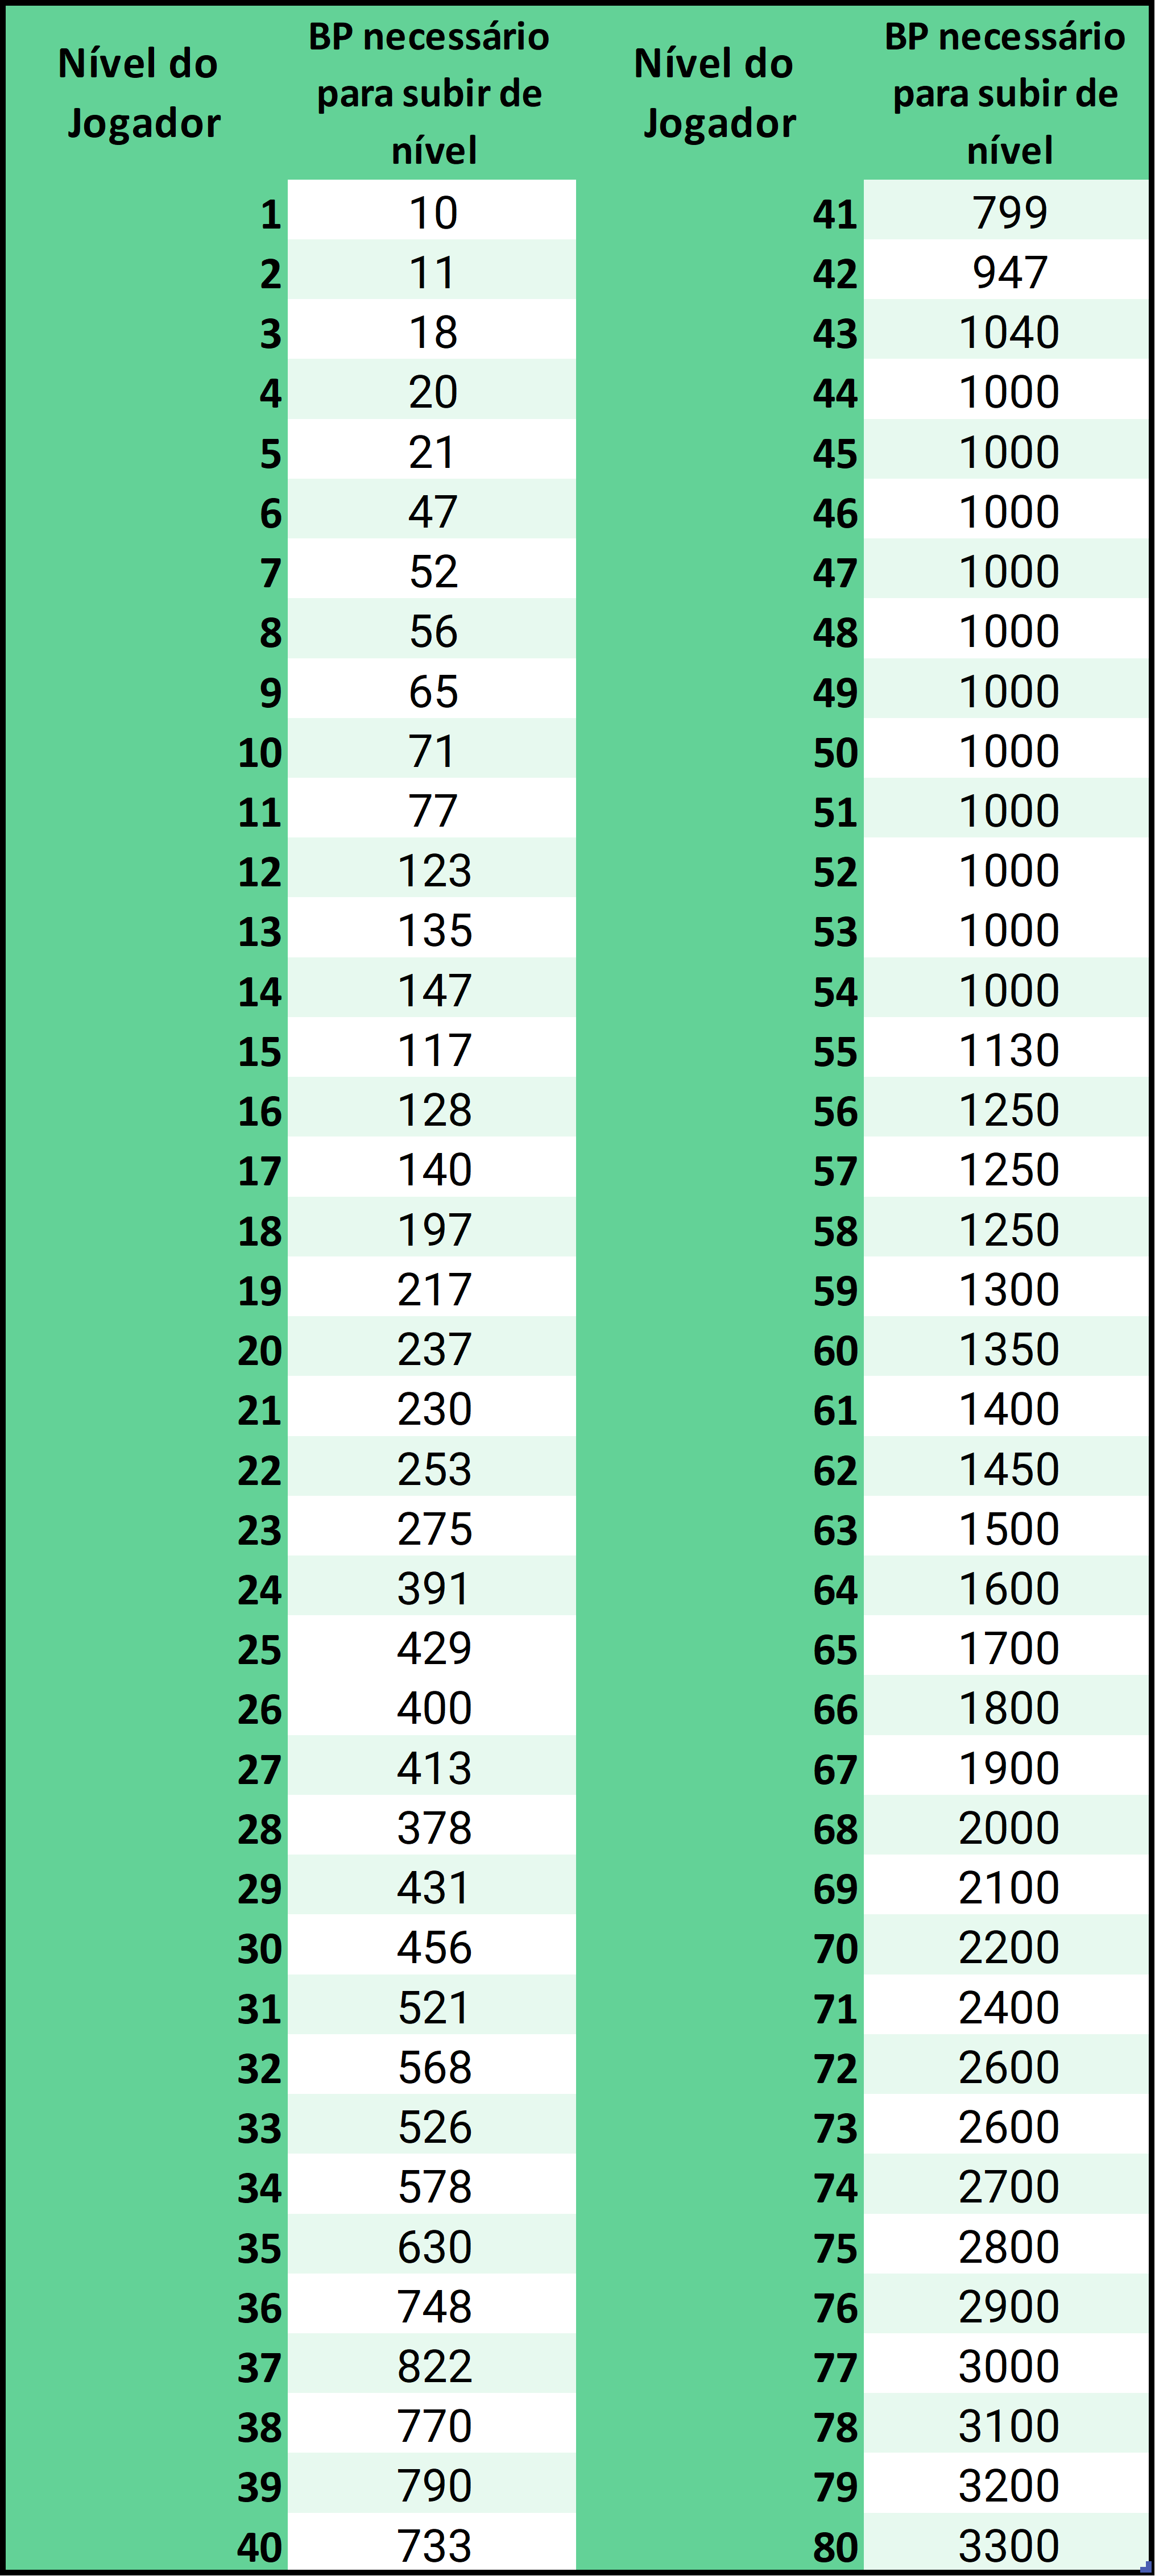 Nível do Jogador BP necessário para subir de nível Nível do Jogador BP necessário para subir de nível
1 10 41 799
2 11 42 947
3 18 43 1040
4 20 44 1000
5 21 45 1000
6 47 46 1000
7 52 47 1000
8 56 48 1000
9 65 49 1000
10 71 50 1000
11 77 51 1000
12 123 52 1000
13 135 53 1000
14 147 54 1000
15 117 55 1130
16 128 56 1250
17 140 57 1250
18 197 58 1250
19 217 59 1300
20 237 60 1350
21 230 61 1400
22 253 62 1450
23 275 63 1500
24 391 64 1600
25 429 65 1700
26 400 66 1800
27 413 67 1900
28 378 68 2000
29 431 69 2100
30 456 70 2200
31 521 71 2400
32 568 72 2600
33 526 73 2600
34 578 74 2700
35 630 75 2800
36 748 76 2900
37 822 77 3000
38 770 78 3100
39 790 79 3200
40 733 80 3300